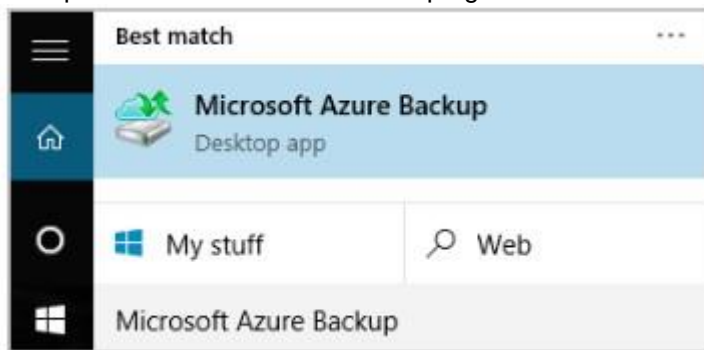 Best match
Microsoft Azure Backup
Desktop app
My stuff
Web
Microsoft Azure Backup